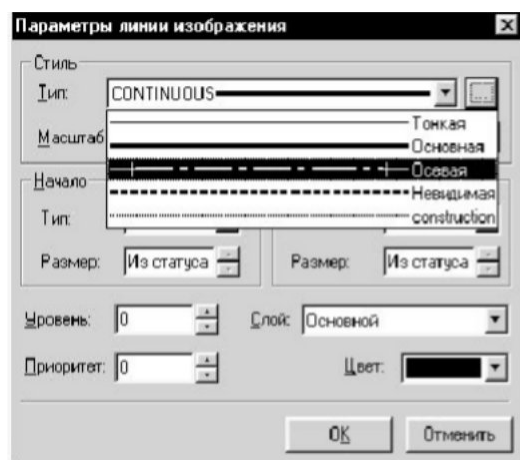 Параметры линии изображения
Стиль
Тип: CONTINUOUS
Тонкая
Масштаб
Основная
Осевая
Начало
Невидимая
Тип:
construction
Размер: Из статуса Размер: Из статуса
Уровень: 0 Слой: Основной
Приоритет: 0 Цвет:
OK Отменить